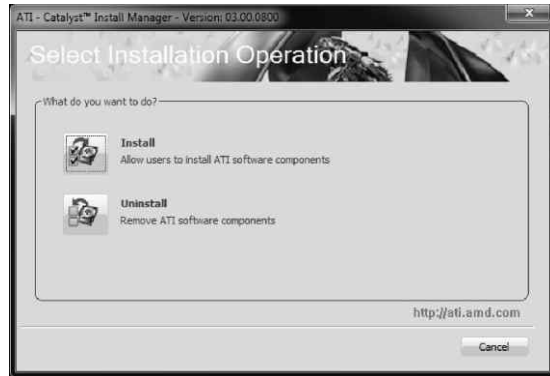 ATI - Catalyst™ Install Manager - Version: 03.00.0800
Select Installation Operation
What do you want to do?
Install
Allow users to install ATI software components
Uninstall
Remove ATI software components
http://ati.amd.com
Cancel